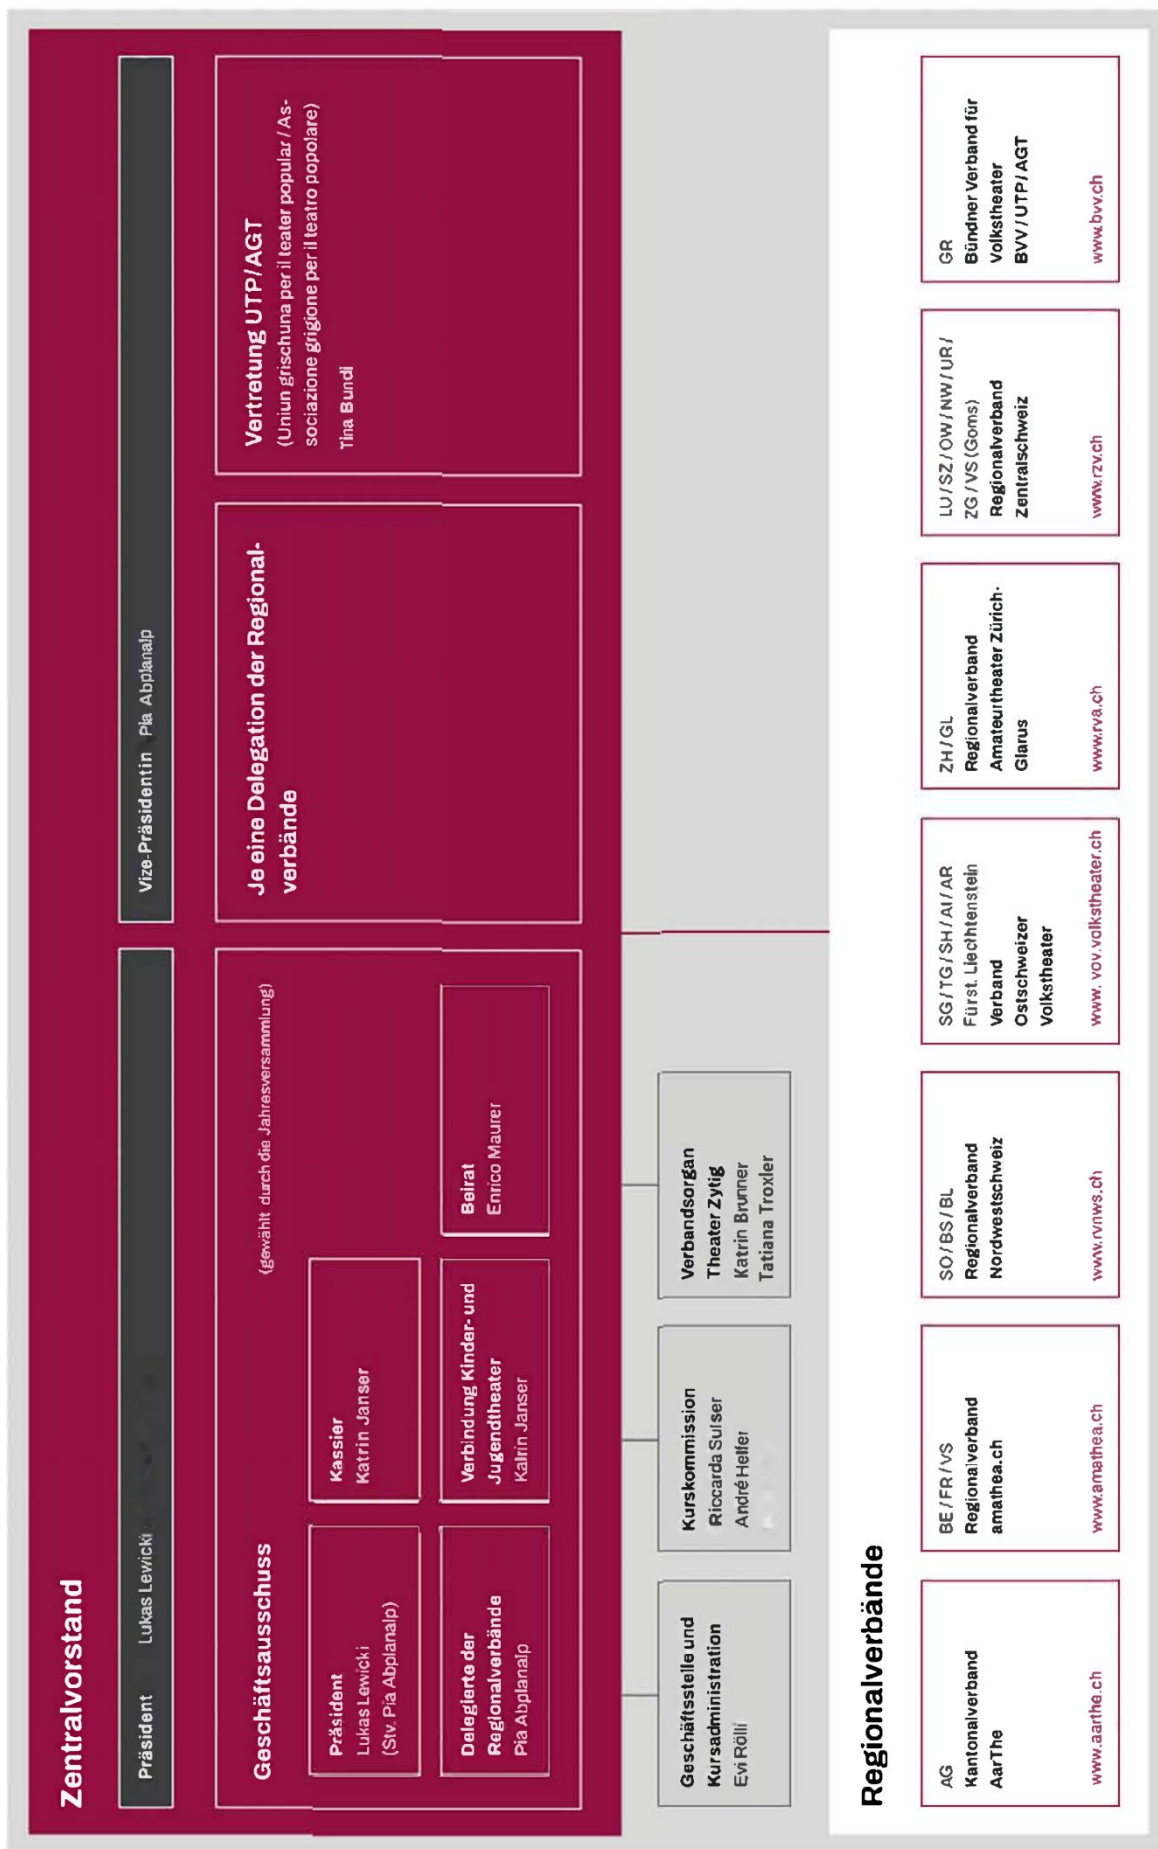 Zentralvorstand
Präsident Lukas Lewicki
Vize-Präsidentin Pia Abplanalp
Geschäftsausschuss
(gewählt durch die Jahresversammlung)
Präsident
Lukas Lewicki
(Stv. Pia Abplanalp)
Kassier
Katrin Janser
Delegierte der
Regionalverbände
Pia Abplanalp
Verbindung Kinder- und
Jugendtheater
Katrin Janser
Beirat
Enrico Maurer
Je eine Delegation der Regional-
verbände
Vertretung UTP/AGT
(Uniun grischuna per il teater popular / As-
sociazione grigione per il teatro popolare)
Tina Bundi
Geschäftsstelle und
Kursadministration
Evi Rölli
Kurskommission
Riccarda Sulser
André Helfer
Verbandsorgan
Theater Zytig
Katrin Brunner
Tatiana Troxler
Regionalverbände
AG
Kantonalverband
AarThe
www.aarthe.ch
BE / FR / VS
Regionalverband
amathea.ch
www.amathea.ch
SO / BS / BL
Regionalverband
Nordwestschweiz
www.rvnws.ch
SG / TG / SH / AI / AR
Fürst. Liechtenstein
Verband
Ostschweizer
Volkstheater
www. vov.volkstheater.ch
ZH / GL
Regionalverband
Amateurtheater Zürich-
Glarus
www.rva.ch
LU / SZ / OW / NW / UR /
ZG / VS (Goms)
Regionalverband
Zentralschweiz
www.rzv.ch
GR
Bündner Verband für
Volkstheater
BVV / UTP / AGT
www.bvv.ch